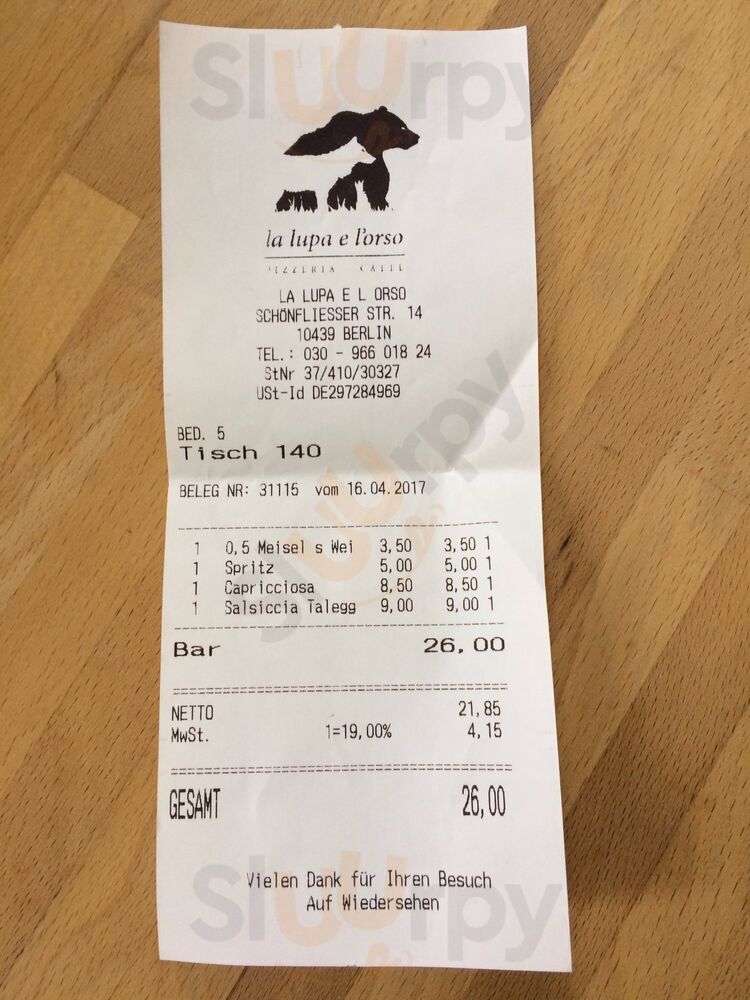 la lupa e l'orso
PIZZERIA CAFFE
LA LUPA E L ORSO
SCHÖNFLIESSER STR. 14
10439 BERLIN
TEL.: 030 - 966 018 24
StNr 37/410/30327
USt-Id DE297284969
BED. 5
Tisch 140
BELEG NR: 31115 vom 16.04.2017
1 0,5 Meisel s Wei 3,50 3,50 1
1 Spritz 5,00 5,00 1
1 Capricciosa 8,50 8,50 1
1 Salsiccia Talegg 9,00 9,00 1
Bar 26,00
NETTO 21,85
MwSt. 1=19,00% 4,15
GESAMT 26,00
Vielen Dank für Ihren Besuch
Auf Wiedersehen
Sluurpy
Sluurpy
Sluurpy